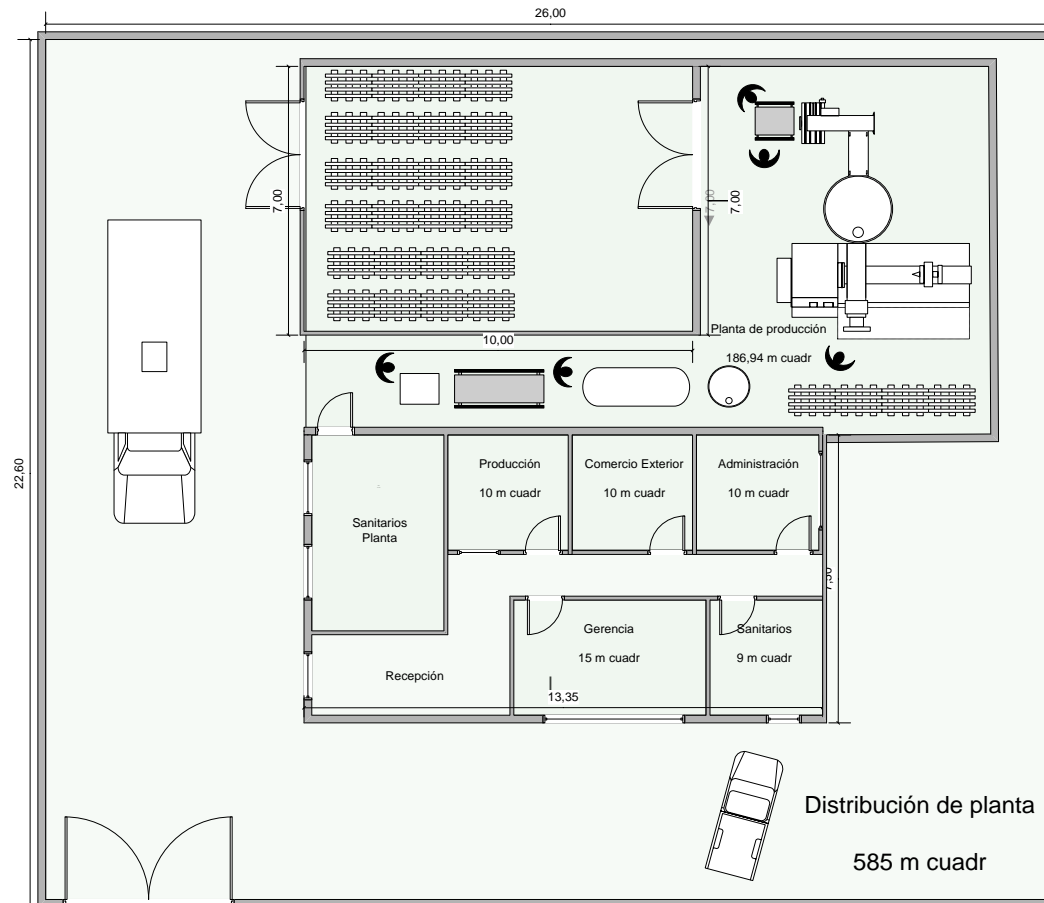 26,00
7,00
7,00
7,00
10,00
Planta de producción
186,94 m cuadr
22,60
Producción
10 m cuadr
Comercio Exterior
10 m cuadr
Administración
10 m cuadr
Sanitarios
Planta
Gerencia
15 m cuadr
Sanitarios
9 m cuadr
Recepción
13,35
Distribución de planta
585 m cuadr